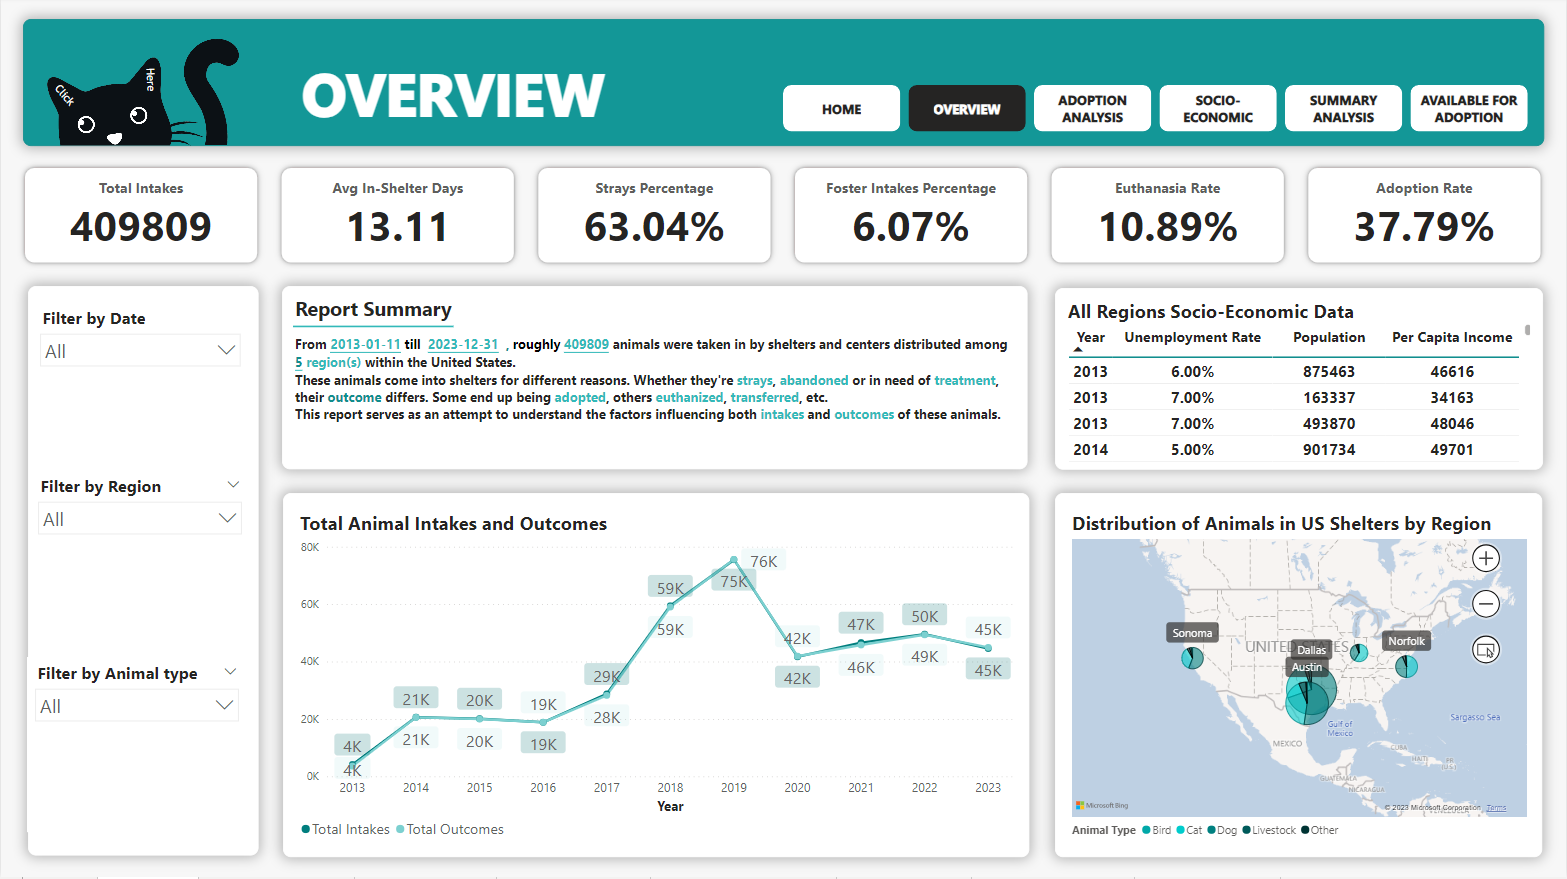 Click
Here
OVERVIEW
HOME
OVERVIEW
ADOPTION
ANALYSIS
SOCIO-
ECONOMIC
SUMMARY
ANALYSIS
AVAILABLE FOR
ADOPTION
Total Intakes
409809
Avg In-Shelter Days
13.11
Strays Percentage
63.04%
Foster Intakes Percentage
6.07%
Euthanasia Rate
10.89%
Adoption Rate
37.79%
Filter by Date
All
Filter by Region
All
Filter by Animal type
All
Report Summary
From 2013-01-11 till 2023-12-31 , roughly 409809 animals were taken in by shelters and centers distributed among
5 region(s) within the United States.
These animals come into shelters for different reasons. Whether they're strays, abandoned or in need of treatment,
their outcome differs. Some end up being adopted, others euthanized, transferred, etc.
This report serves as an attempt to understand the factors influencing both intakes and outcomes of these animals.
All Regions Socio-Economic Data
Year Unemployment Rate Population Per Capita Income
2013 6.00% 875463 46616
2013 7.00% 163337 34163
2013 7.00% 493870 48046
2014 5.00% 901734 49701
Total Animal Intakes and Outcomes
80K
60K
40K
20K
0K
4K
4K
21K
21K
20K
20K
19K
19K
29K
28K
59K
59K
76K
75K
42K
42K
47K
46K
50K
49K
45K
45K
2013 2014 2015 2016 2017 2018 2019 2020 2021 2022 2023
Year
Total Intakes Total Outcomes
Distribution of Animals in US Shelters by Region
Sonoma
UNITED STATES
Dallas
Norfolk
Austin
Gulf of
Mexico
Sargasso Sea
MEXICO
CUBA
HAITI
PR
(U.S.)
GUATEMALA
NICARAGUA
Microsoft Bing
© 2023 Microsoft Corporation Terms
Animal Type Bird Cat Dog Livestock Other